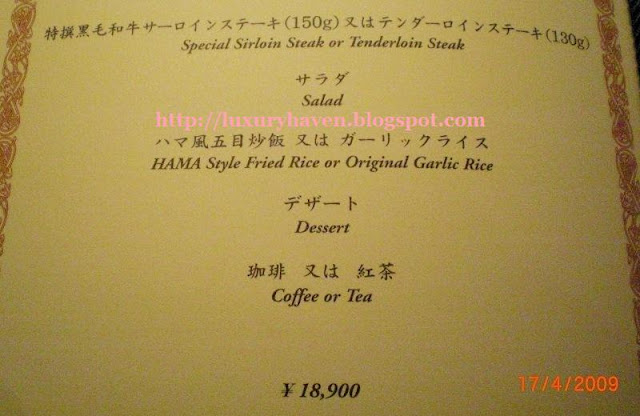 特撰黒毛和牛サーロインステーキ(150g)又はテンダーロインステーキ(130g)
Special Sirloin Steak or Tenderloin Steak
サラダ
Salad
http://luxuryhaven.blogspot.com
ハマ風五目炒飯 又は ガーリックライス
HAMA Style Fried Rice or Original Garlic Rice
デザート
Dessert
珈琲 又は 紅茶
Coffee or Tea
¥ 18,900
17/4/2009